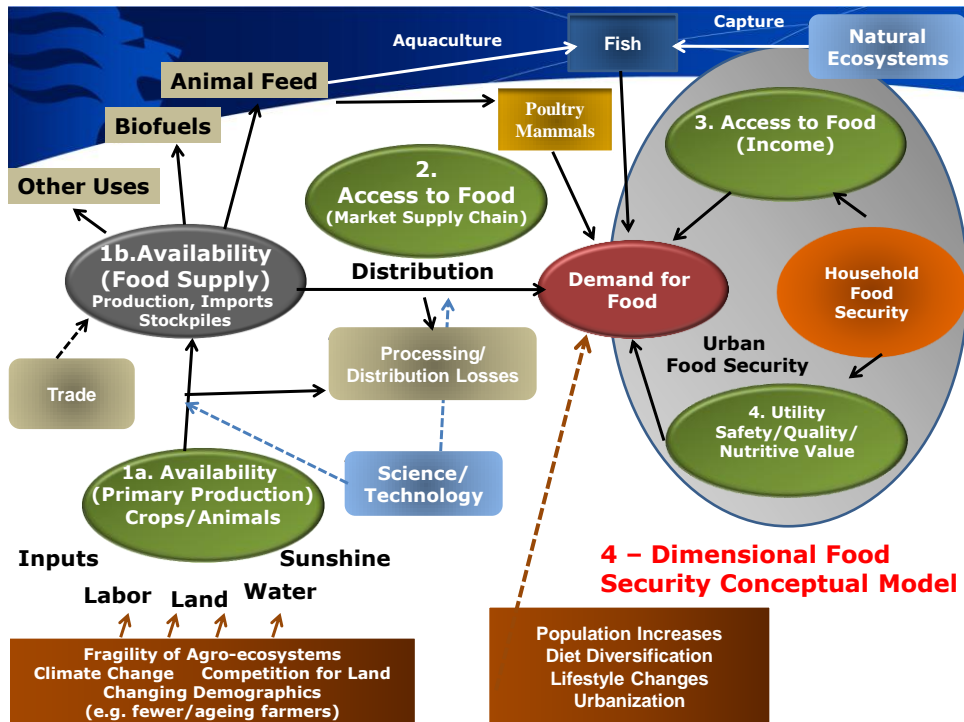 Aquaculture
Fish
Capture
Natural
Ecosystems
Animal Feed
Poultry
Mammals
Biofuels
Other Uses
2.
Access to Food
(Market Supply Chain)
3. Access to Food
(Income)
1b.Availability
(Food Supply)
Production, Imports
Stockpiles
Distribution
Demand for
Food
Household
Food
Security
Urban
Food Security
Trade
Processing/
Distribution Losses
4. Utility
Safety/Quality/
Nutritive Value
1a. Availability
(Primary Production)
Crops/Animals
Science/
Technology
Inputs
Sunshine
Labor
Land
Water
4 – Dimensional Food
Security Conceptual Model
Fragility of Agro-ecosystems
Climate Change Competition for Land
Changing Demographics
(e.g. fewer/ageing farmers)
Population Increases
Diet Diversification
Lifestyle Changes
Urbanization